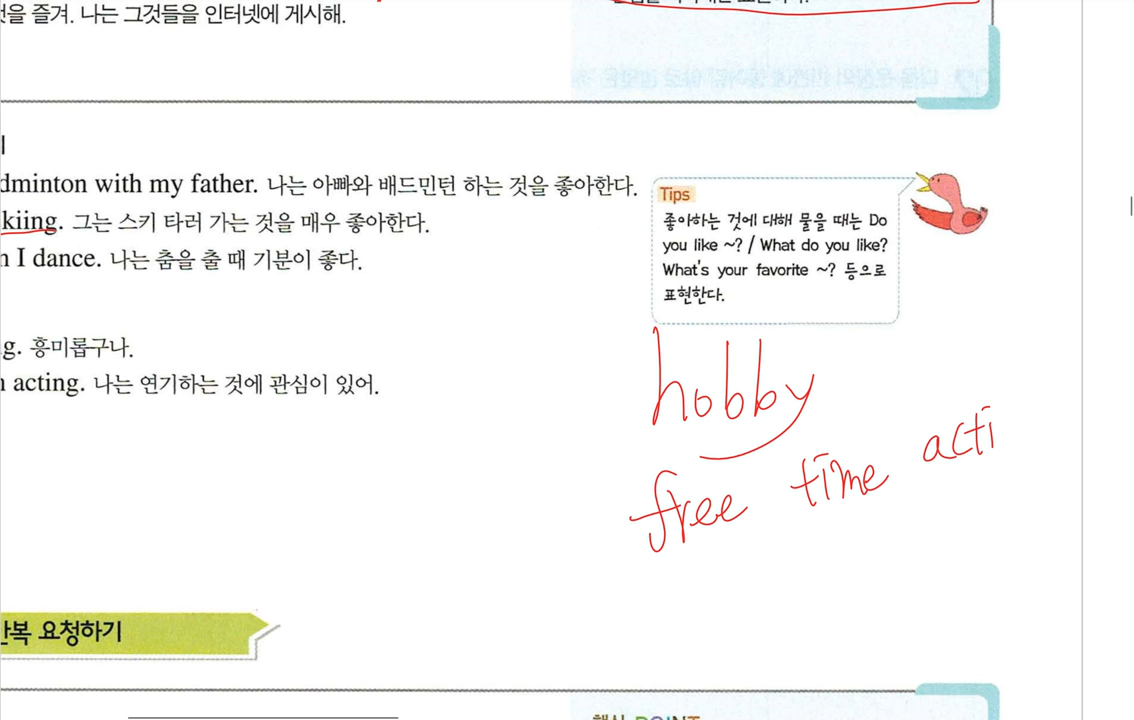 것을 즐겨. 나는 그것들을 인터넷에 게시해.
dminton with my father. 나는 아빠와 배드민턴 하는 것을 좋아한다.
kiing. 그는 스키 타러 가는 것을 매우 좋아한다.
n I dance. 나는 춤을 출 때 기분이 좋다.
g. 흥미롭구나.
n acting. 나는 연기하는 것에 관심이 있어.
Tips
좋아하는 것에 대해 물을 때는 Do
you like ~? / What do you like?
What's your favorite ~? 등으로
표현한다.
hobby
free time acti
반복 요청하기
핵심 POINT